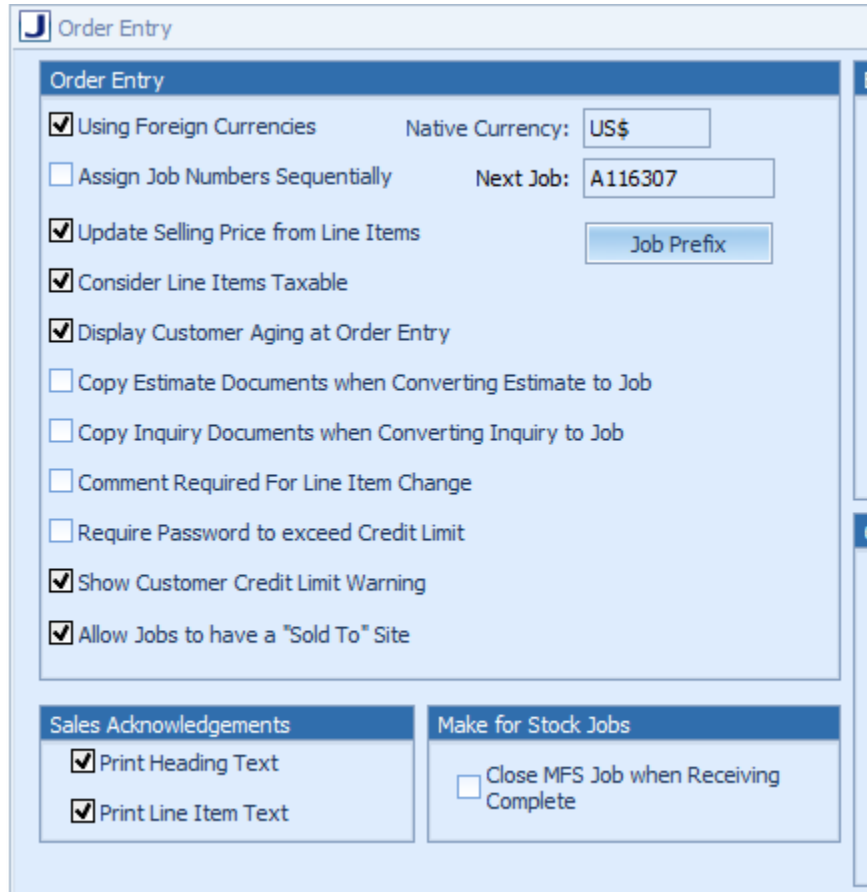 J Order Entry
Order Entry
Using Foreign Currencies Native Currency: US$
Assign Job Numbers Sequentially Next Job: A116307
Update Selling Price from Line Items Job Prefix
Consider Line Items Taxable
Display Customer Aging at Order Entry
Copy Estimate Documents when Converting Estimate to Job
Copy Inquiry Documents when Converting Inquiry to Job
Comment Required For Line Item Change
Require Password to exceed Credit Limit
Show Customer Credit Limit Warning
Allow Jobs to have a "Sold To" Site
Sales Acknowledgements
Print Heading Text
Print Line Item Text
Make for Stock Jobs
Close MFS Job when Receiving
Complete